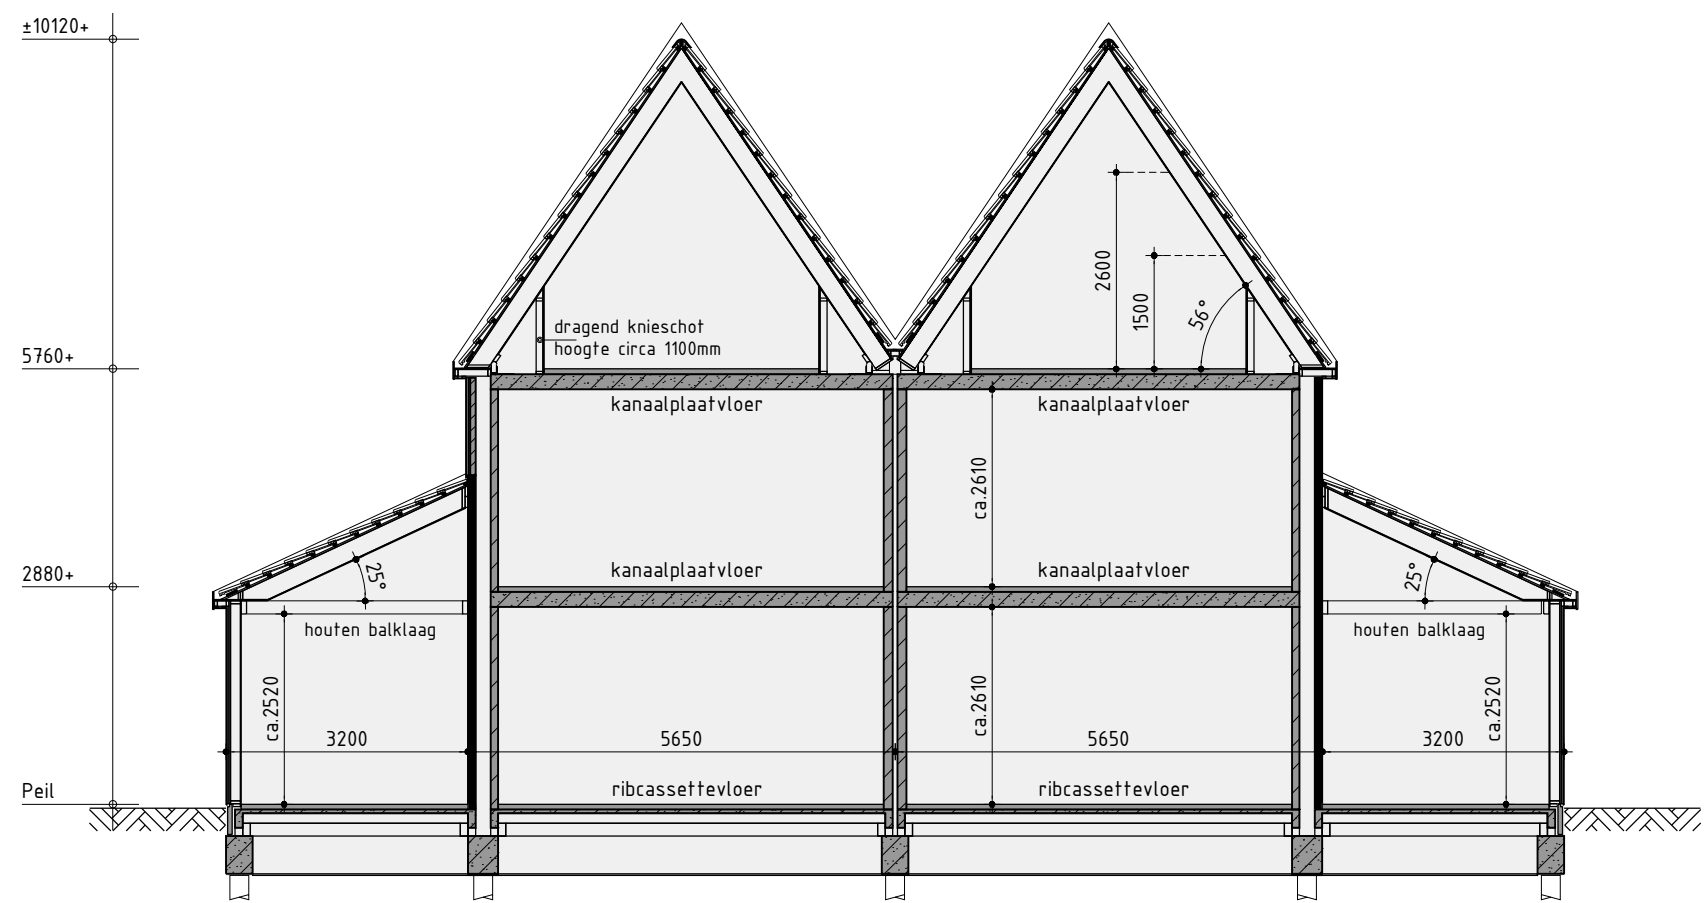 ±10120+
2600
1500
56°
dragend knieschot
hoogte circa 1100mm
5760+
kanaalplaatvloer
kanaalplaatvloer
ca.2610
2880+
25°
kanaalplaatvloer
kanaalplaatvloer
25°
houten balklaag
houten balklaag
ca.2520
ca.2610
ca.2520
3200
5650
5650
3200
Peil
ribcassettevloer
ribcassettevloer